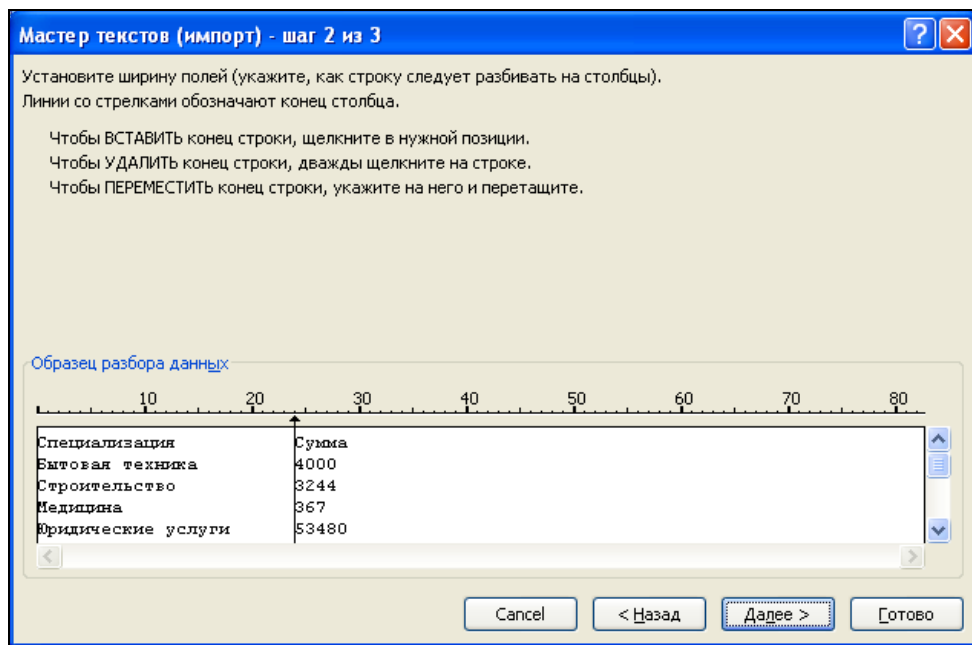 Мастер текстов (импорт) - шаг 2 из 3
Установите ширину полей (укажите, как строку следует разбивать на столбцы).
Линии со стрелками обозначают конец столбца.
Чтобы ВСТАВИТЬ конец строки, щелкните в нужной позиции.
Чтобы УДАЛИТЬ конец строки, дважды щелкните на строке.
Чтобы ПЕРЕМЕСТИТЬ конец строки, укажите на него и перетащите.
Образец разбора данных
10 20 30 40 50 60 70 80
Специализация Сумма
Бытовая техника 4000
Строительство 3244
Медицина 367
Юридические услуги 53480
Cancel < Назад Далее > Готово